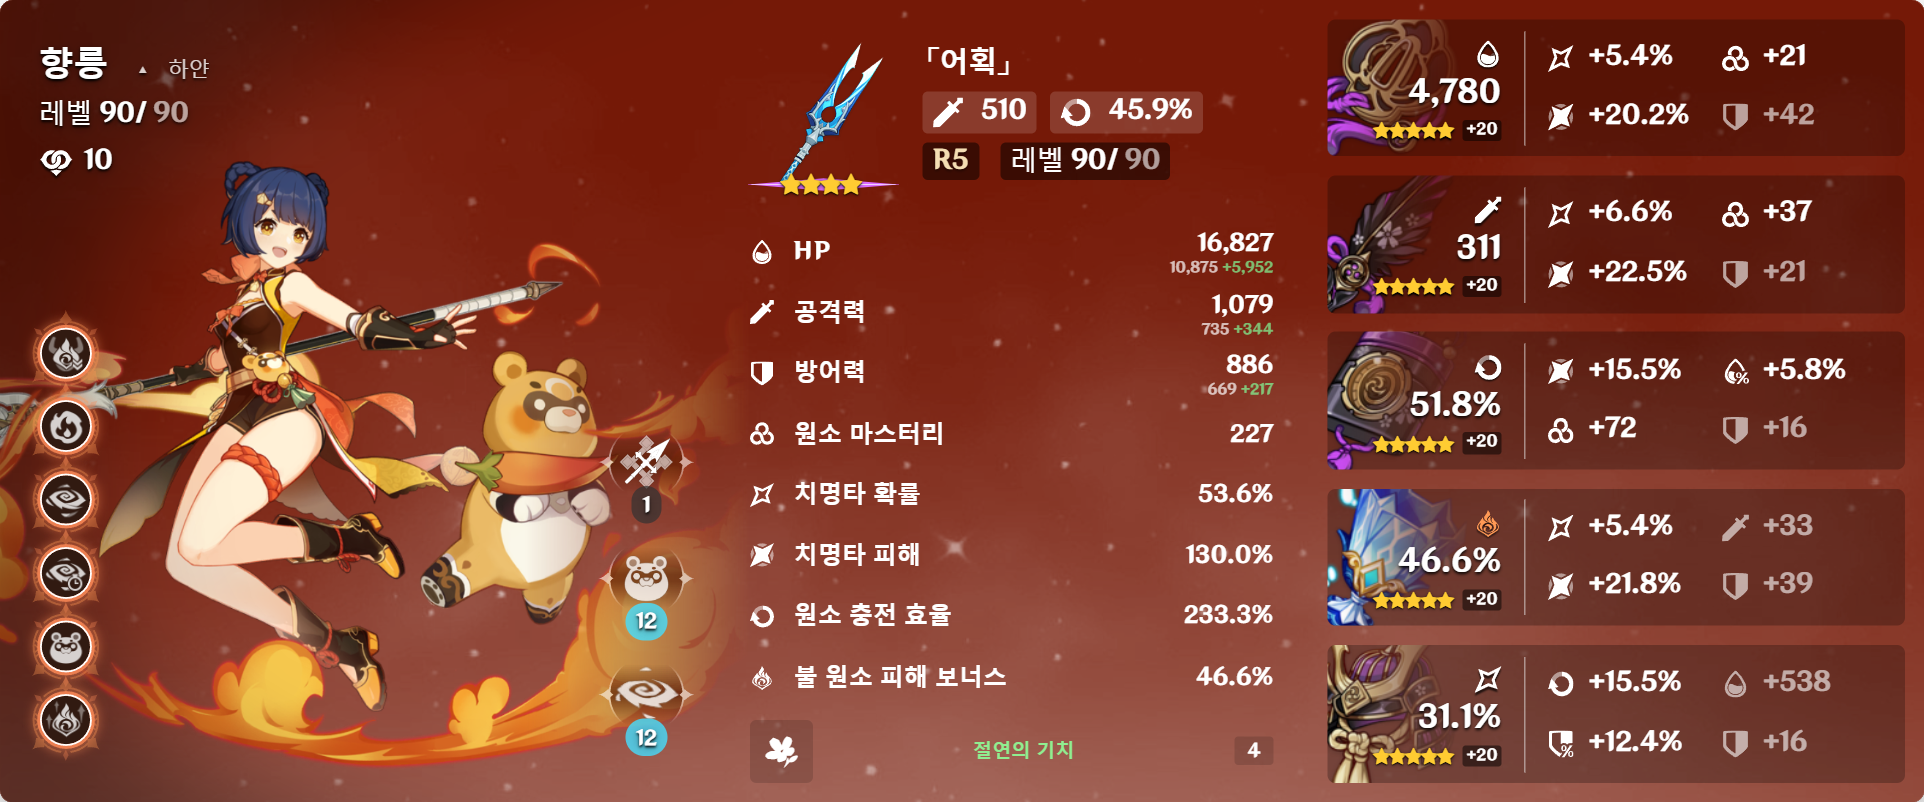 향릉 ▲ 하얀
레벨 90/ 90
10
1
12
12
「어획」
510 45.9%
R5 레벨 90/ 90
HP 16,827
10,875 +5,952
공격력 1,079
735 +344
방어력 886
669 +217
원소 마스터리 227
치명타 확률 53.6%
치명타 피해 130.0%
원소 충전 효율 233.3%
불 원소 피해 보너스 46.6%
절연의 기치 4
4,780
+20
+5.4% +21
+20.2% +42
311
+20
+6.6% +37
+22.5% +21
51.8%
+20
+15.5% +5.8%
+72 +16
46.6%
+20
+5.4% +33
+21.8% +39
31.1%
+20
+15.5% +538
+12.4% +16